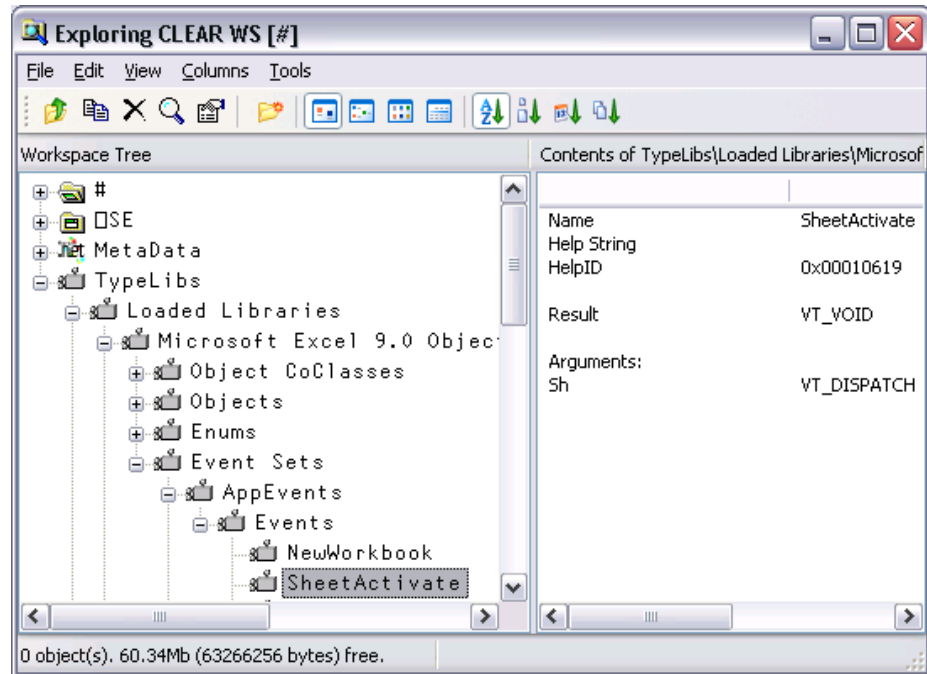 Exploring CLEAR WS [#]
File Edit View Columns Tools
Workspace Tree
#
⎕SE
MetaData
TypeLibs
Loaded Libraries
Microsoft Excel 9.0 Objec
Object CoClasses
Objects
Enums
Event Sets
AppEvents
Events
NewWorkbook
SheetActivate
Contents of TypeLibs\Loaded Libraries\Microsof
Name SheetActivate
Help String
HelpID 0x00010619
Result VT_VOID
Arguments:
Sh VT_DISPATCH
0 object(s). 60.34Mb (63266256 bytes) free.